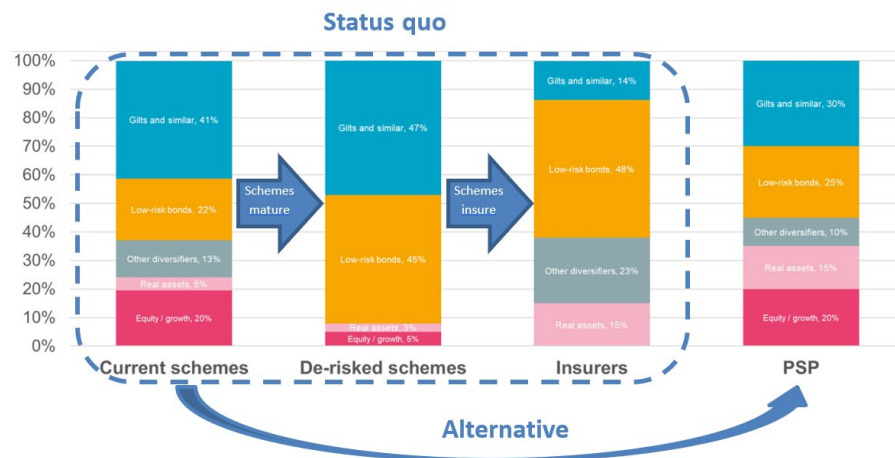 Status quo
100%
90%
80%
70%
60%
50%
40%
30%
20%
10%
0%
Gilts and similar, 41%
Low-risk bonds, 22%
Other diversifiers, 13%
Real assets, 5%
Equity / growth, 20%
Schemes
mature
Gilts and similar, 47%
Low-risk bonds, 45%
Real assets, 3%
Equity / growth, 5%
Schemes
insure
Gilts and similar, 14%
Low-risk bonds, 48%
Other diversifiers, 23%
Real assets, 15%
Gilts and similar, 30%
Low-risk bonds, 25%
Other diversifiers, 10%
Real assets, 15%
Equity / growth, 20%
Current schemes
De-risked schemes
Insurers
PSP
Alternative